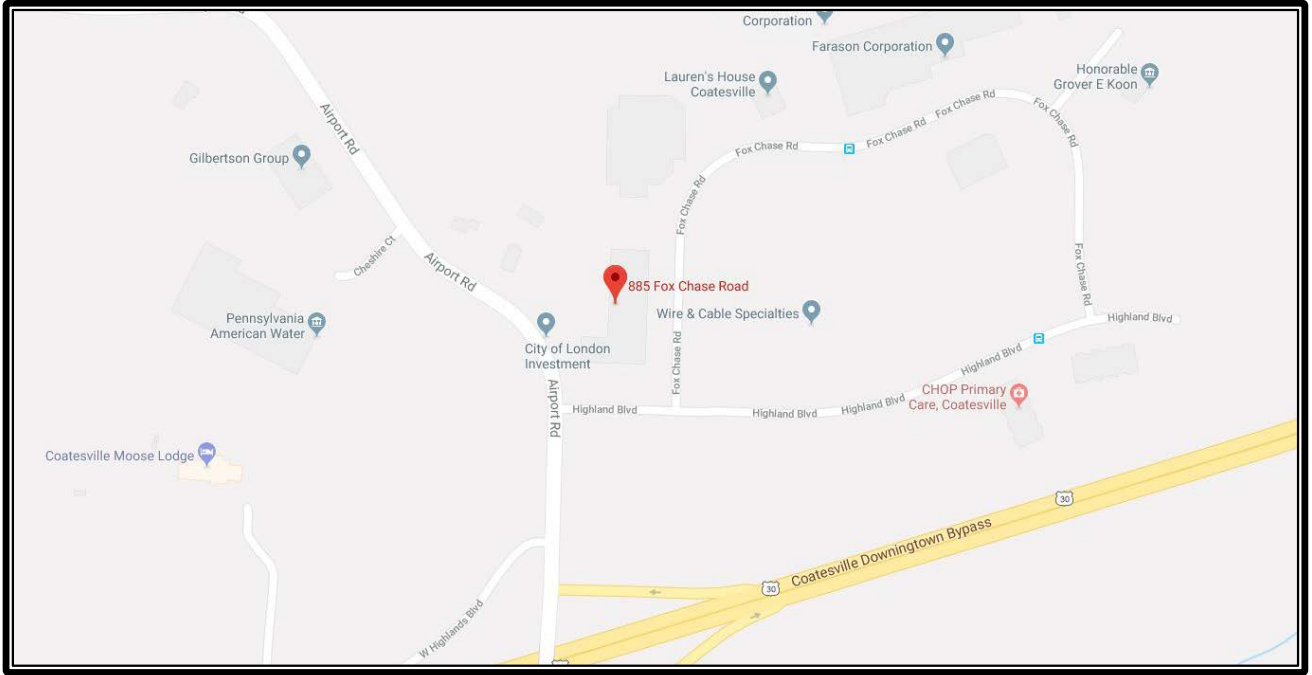 Corporation
Farason Corporation
Lauren's House
Coatesville
Honorable
Grover E Koon
Airport Rd
Fox Chase Rd
Fox Chase Rd
Fox Chase Rd
Fox Chase Rd
Gilbertson Group
Fox Chase Rd
Cheshire Ct
Airport Rd
Fox Chase Rd
885 Fox Chase Road
Wire & Cable Specialties
Pennsylvania
American Water
Highland Blvd
City of London
Investment
Fox Chase Rd
Highland Blvd
CHOP Primary
Care, Coatesville
Airport Rd
Highland Blvd
Highland Blvd
Highland Blvd
Coatesville Moose Lodge
30
Coatesville Downingtown Bypass
30
W Highlands Blvd